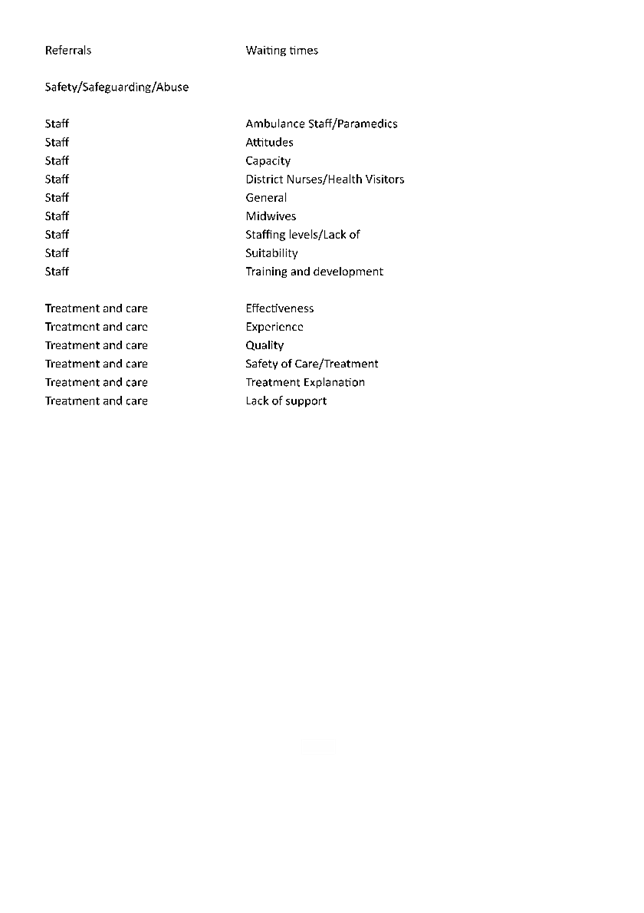 Referrals Waiting times
Safety/Safeguarding/Abuse
Staff Ambulance Staff/Paramedics
Staff Attitudes
Staff Capacity
Staff District Nurses/Health Visitors
Staff General
Staff Midwives
Staff Staffing levels/Lack of
Staff Suitability
Staff Training and development
Treatment and care Effectiveness
Treatment and care Experience
Treatment and care Quality
Treatment and care Safety of Care/Treatment
Treatment and care Treatment Explanation
Treatment and care Lack of support